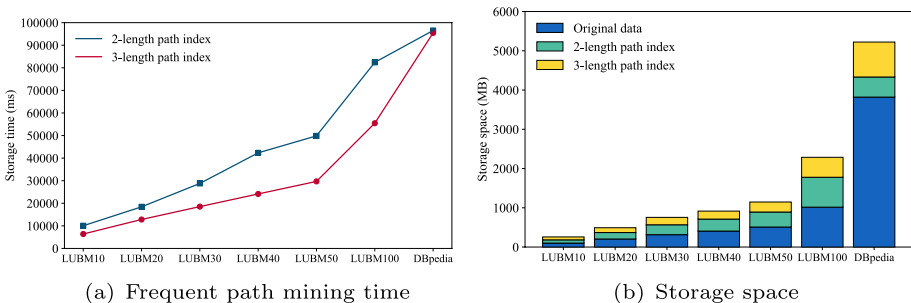 100000
90000
80000
70000
60000
50000
40000
30000
20000
10000
0
Storage time (ms)
2-length path index
3-length path index
LUBM10 LUBM20 LUBM30 LUBM40 LUBM50 LUBM100 DBpedia
(a) Frequent path mining time
6000
5000
4000
3000
2000
1000
0
Storage space (MB)
Original data
2-length path index
3-length path index
LUBM10 LUBM20 LUBM30 LUBM40 LUBM50 LUBM100 DBpedia
(b) Storage space